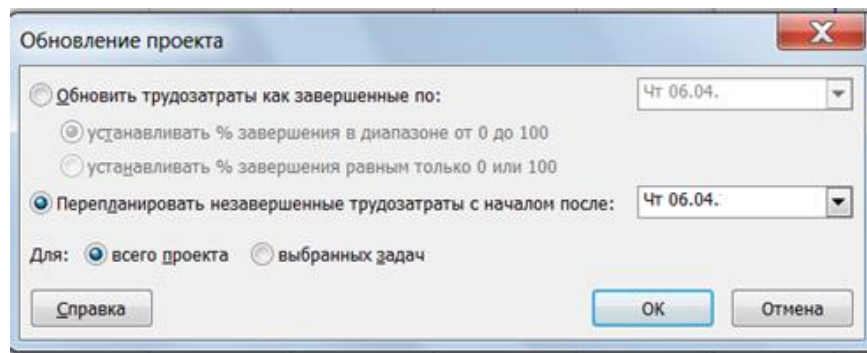 Обновление проекта
Обновить трудозатраты как завершенные по: Чт 06.04.
устанавливать % завершения в диапазоне от 0 до 100
устанавливать % завершения равным только 0 или 100
Перепланировать незавершенные трудозатраты с началом после: Чт 06.04.
Для: всего проекта выбранных задач
Справка ОК Отмена